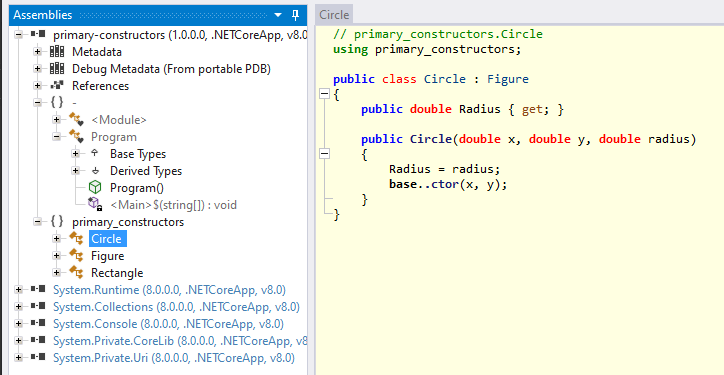 Assemblies
primary-constructors (1.0.0.0, .NETCoreApp, v8.0
Metadata
Debug Metadata (From portable PDB)
References
{ } -
<Module>
Program
Base Types
Derived Types
Program()
<Main>$(string[]) : void
{ } primary_constructors
Circle
Figure
Rectangle
System.Runtime (8.0.0.0, .NETCoreApp, v8.0)
System.Collections (8.0.0.0, .NETCoreApp, v8.0)
System.Console (8.0.0.0, .NETCoreApp, v8.0)
System.Private.CoreLib (8.0.0.0, .NETCoreApp, v8.0)
System.Private.Uri (8.0.0.0, .NETCoreApp, v8.0)
Circle
// primary_constructors.Circle
using primary_constructors;
public class Circle : Figure
{
public double Radius { get; }
public Circle(double x, double y, double radius)
{
Radius = radius;
base..ctor(x, y);
}
}